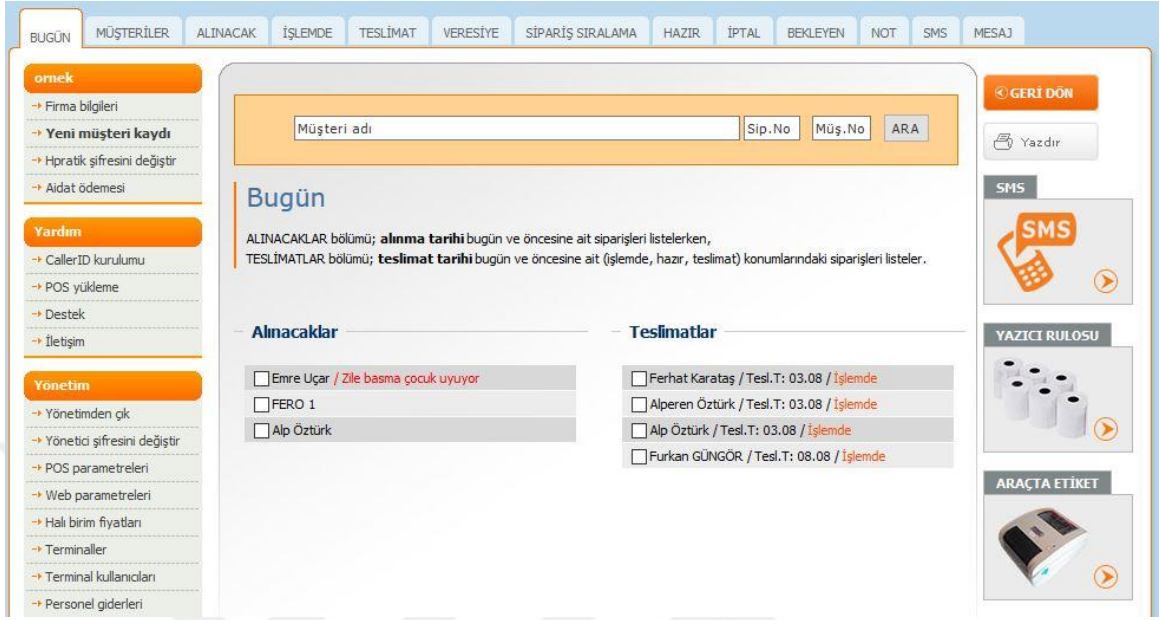 BUGÜN MÜŞTERİLER ALINACAK İŞLEMDE TESLİMAT VERESİYE SİPARİŞ SIRALAMA HAZIR İPTAL BEKLEYEN NOT SMS MESAJ
ornek
Firma bilgileri
Yeni müşteri kaydı
Hpratik şifresini değiştir
Aidat ödemesi
Yardım
CallerID kurulumu
POS yükleme
Destek
İletişim
Yönetim
Yönetimden çık
Yönetici şifresini değiştir
POS parametreleri
Web parametreleri
Halı birim fiyatları
Terminaller
Terminal kullanıcıları
Personel giderleri
Müşteri adı Sip.No Müş.No ARA
Bugün
ALINACAKLAR bölümü; alınma tarihi bugün ve öncesine ait siparişleri listelerken,
TESLİMATLAR bölümü; teslimat tarihi bugün ve öncesine ait (işlemde, hazır, teslimat) konumlarındaki siparişleri listeler.
Alınacaklar
Emre Uçar / Zile basma çocuk uyuyor
FERO 1
Alp Öztürk
Teslimatlar
Ferhat Karataş / Tesl.T: 03.08 / İşlemde
Alperen Öztürk / Tesl.T: 03.08 / İşlemde
Alp Öztürk / Tesl.T: 03.08 / İşlemde
Furkan GÜNGÖR / Tesl.T: 08.08 / İşlemde
GERİ DÖN
Yazdır
SMS
SMS
YAZICI RULOSU
ARAÇTA ETİKET